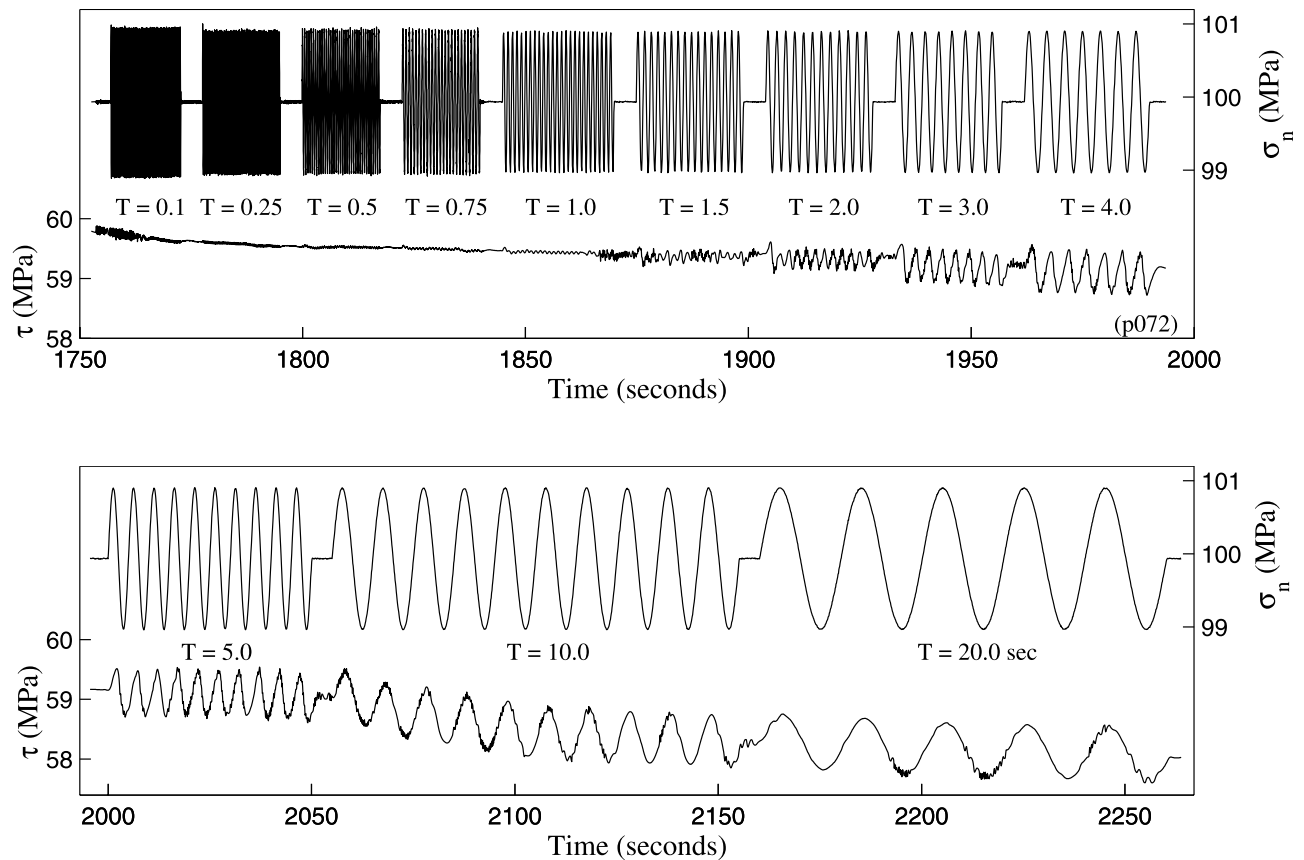 101
100
99
σn (MPa)
T = 0.1 T = 0.25 T = 0.5 T = 0.75 T = 1.0 T = 1.5 T = 2.0 T = 3.0 T = 4.0
60
59
58
τ (MPa)
(p072)
1750 1800 1850 1900 1950 2000
Time (seconds)
101
100
99
σn (MPa)
T = 5.0 T = 10.0 T = 20.0 sec
60
59
58
τ (MPa)
2000 2050 2100 2150 2200 2250
Time (seconds)